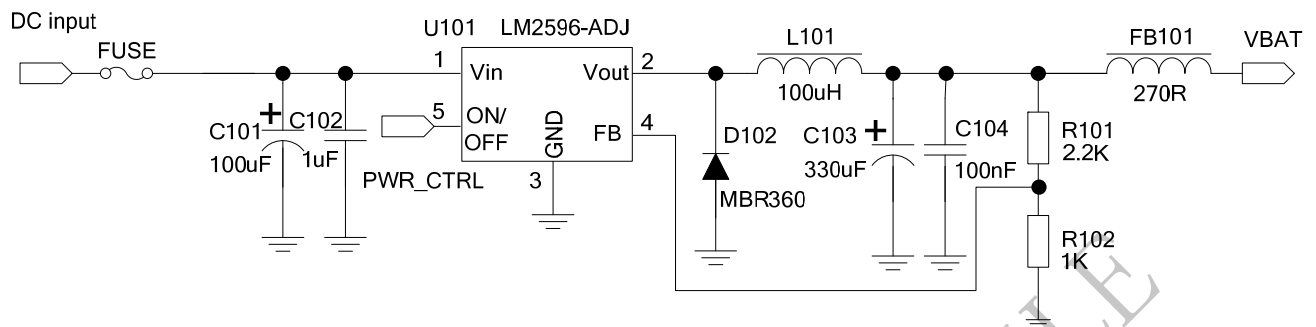 DC input
FUSE
U101
LM2596-ADJ
L101
FB101
VBAT
1
Vin
Vout
2
100uH
270R
5
ON/
OFF
GND
FB
4
+
C101
100uF
C102
1uF
PWR_CTRL
3
D102
MBR360
+
C103
330uF
C104
100nF
R101
2.2K
R102
1K